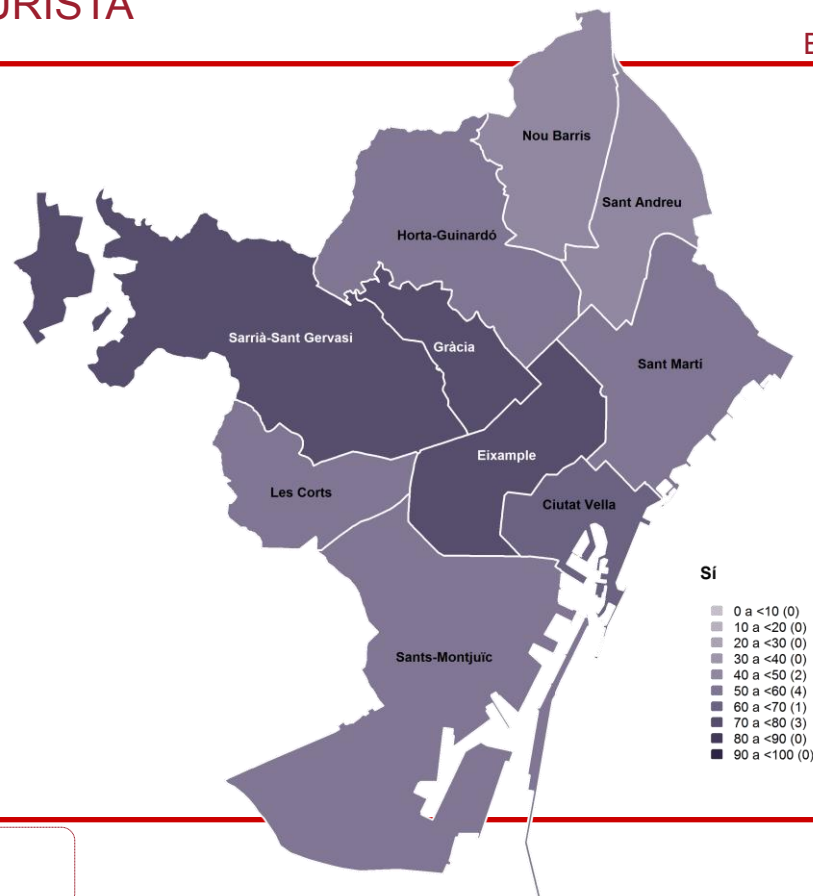 URISTA
E
Nou Barris
Sant Andreu
Horta-Guinardó
Sarrià-Sant Gervasi
Gràcia
Sant Martí
Eixample
Les Corts
Ciutat Vella
Sants-Montjuïc
Sí
0 a <10 (0)
10 a <20 (0)
20 a <30 (0)
30 a <40 (0)
40 a <50 (2)
50 a <60 (4)
60 a <70 (1)
70 a <80 (3)
80 a <90 (0)
90 a <100 (0)